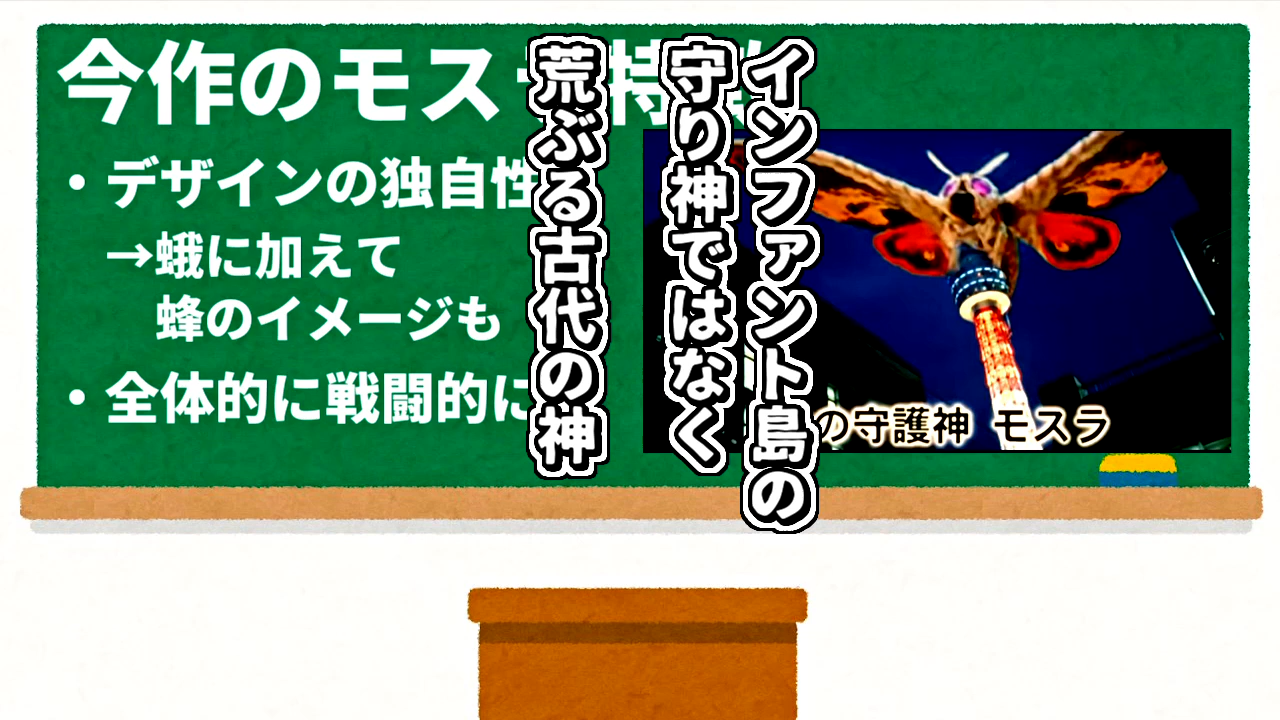 今作のモス
・デザインの独自性
→蛾に加えて
蜂のイメージも
・全体的に戦闘的に
インファント島の
守り神ではなく
荒ぶる古代の神
の守護神 モスラ